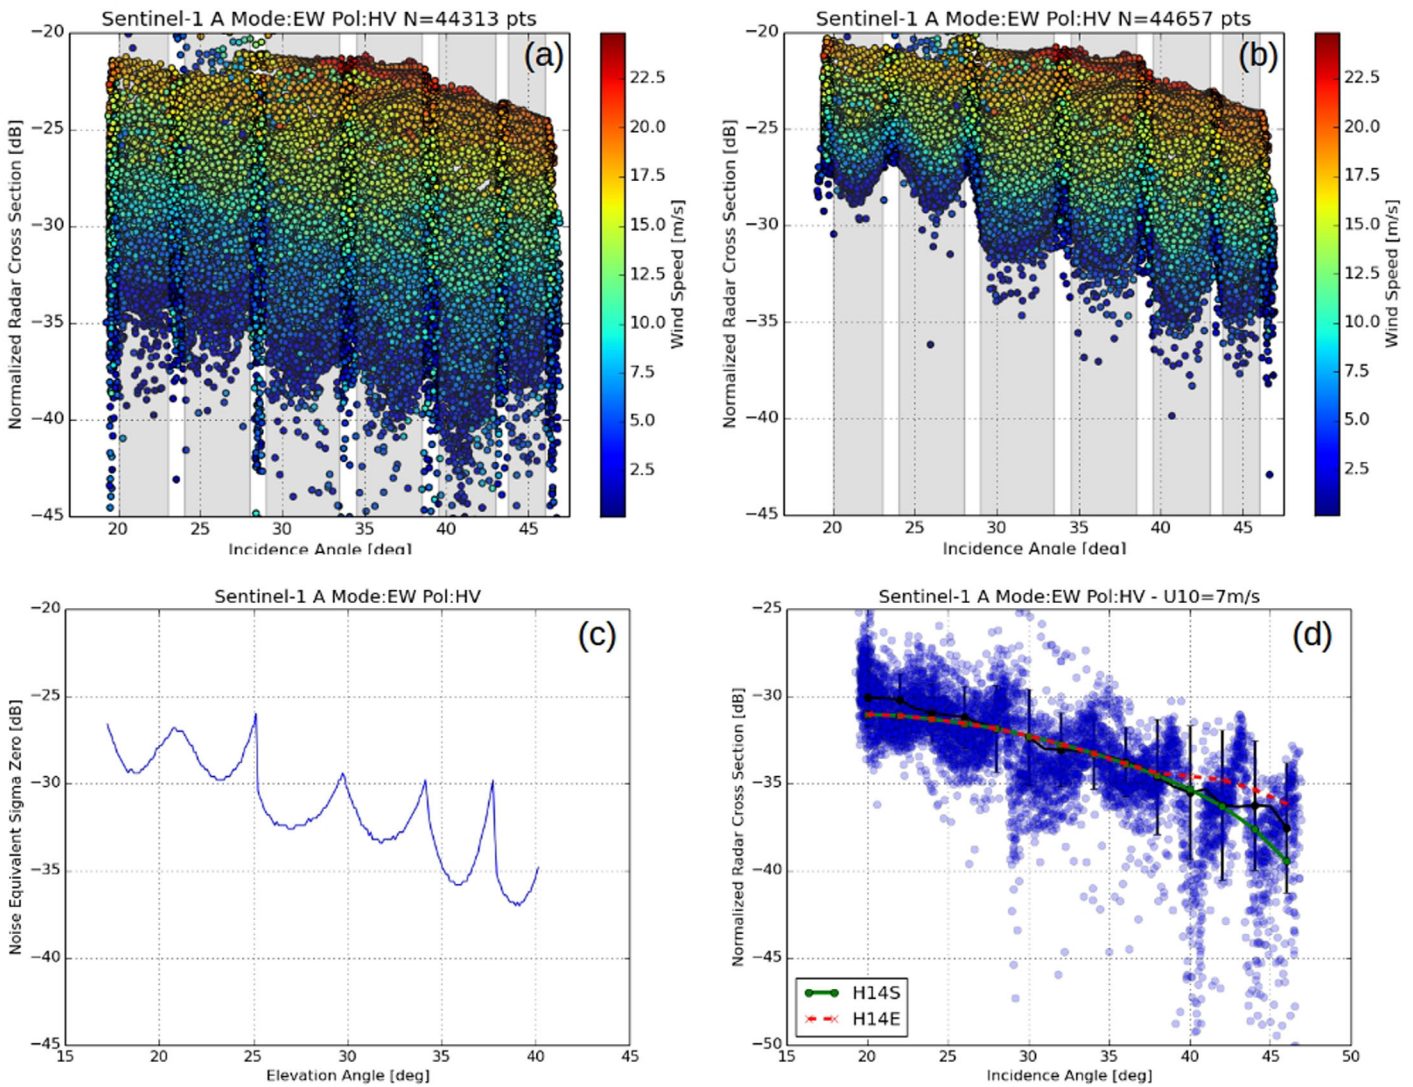 Sentinel-1 A Mode:EW Pol:HV N=44313 pts
(a)
Normalized Radar Cross Section [dB]
−20
−25
−30
−35
−40
−45
20 25 30 35 40 45
Incidence Angle [deg]
22.5
20.0
17.5
15.0
12.5
10.0
7.5
5.0
2.5
Wind Speed [m/s]
Sentinel-1 A Mode:EW Pol:HV N=44657 pts
(b)
Normalized Radar Cross Section [dB]
−20
−25
−30
−35
−40
−45
20 25 30 35 40 45
Incidence Angle [deg]
22.5
20.0
17.5
15.0
12.5
10.0
7.5
5.0
2.5
Wind Speed [m/s]
Sentinel-1 A Mode:EW Pol:HV
(c)
Noise Equivalent Sigma Zero [dB]
−20
−25
−30
−35
−40
−45
15 20 25 30 35 40 45
Elevation Angle [deg]
Sentinel-1 A Mode:EW Pol:HV - U10=7m/s
(d)
Normalized Radar Cross Section [dB]
−25
−30
−35
−40
−45
−50
H14S
H14E
15 20 25 30 35 40 45 50
Incidence Angle [deg]